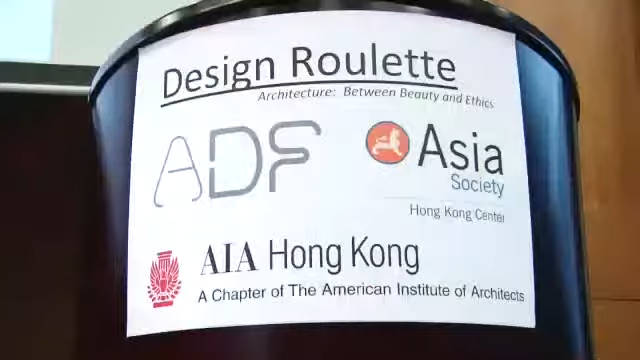 Design Roulette
Architecture: Between Beauty and Ethics
ADF
Asia
Society
Hong Kong Center
AIA Hong Kong
A Chapter of The American Institute of Architects